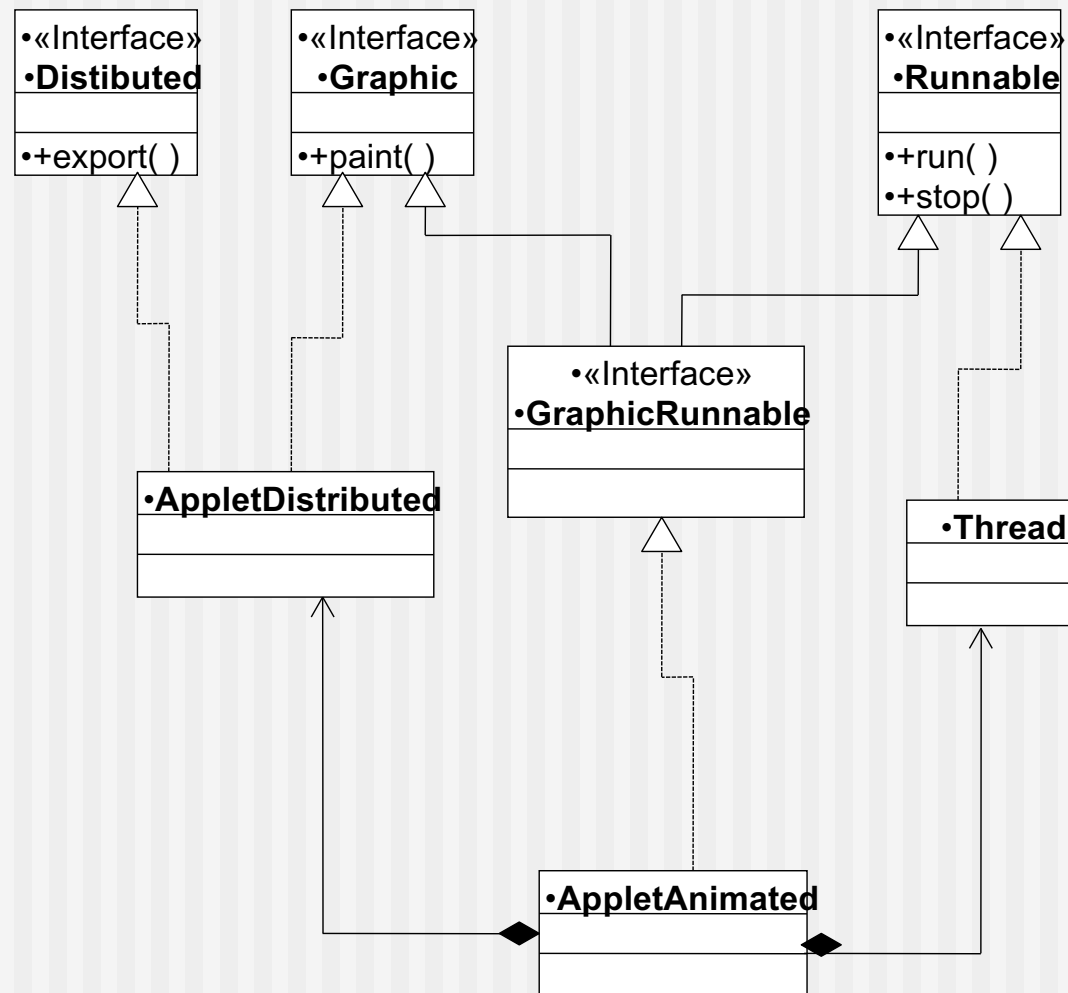 •«Interface»
•Distibuted
•+export( )
•«Interface»
•Graphic
•+paint( )
•«Interface»
•Runnable
•+run( )
•+stop( )
•«Interface»
•GraphicRunnable
•AppletDistributed
•Thread
•AppletAnimated